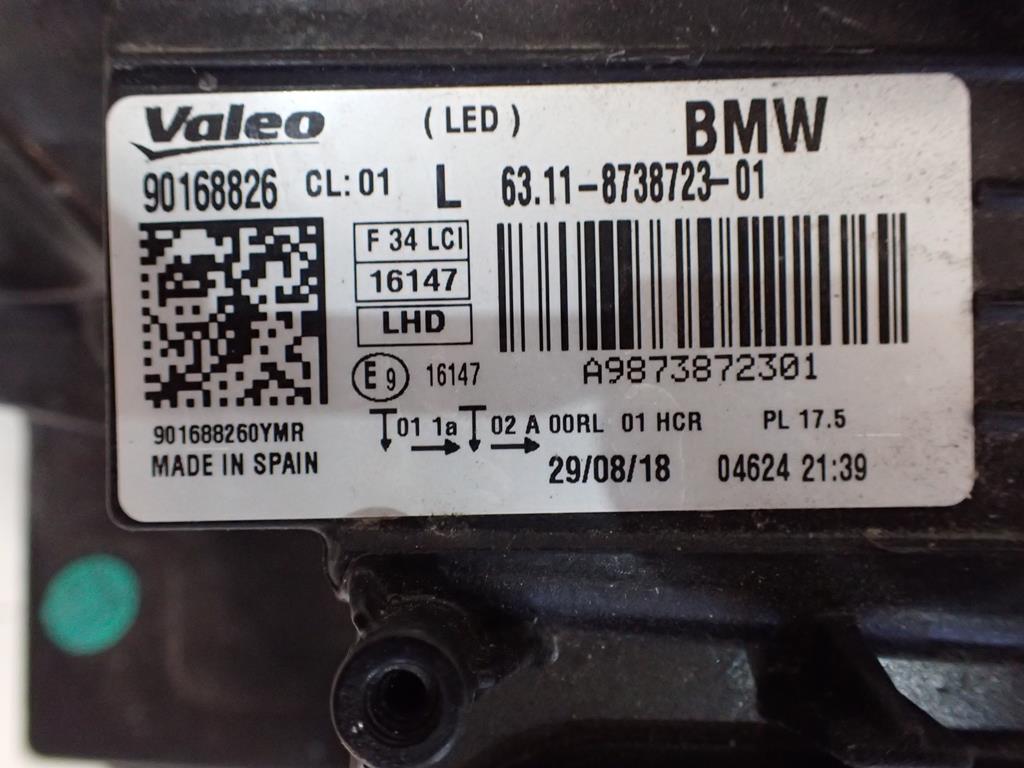 Valeo (LED) BMW
90168826 CL:01 L 63.11-8738723-01
F 34 LCI
16147
LHD
E9 16147 A9873872301
901688260YMR 01 1a 02 A 00RL 01 HCR PL 17.5
MADE IN SPAIN 29/08/18 04624 21:39